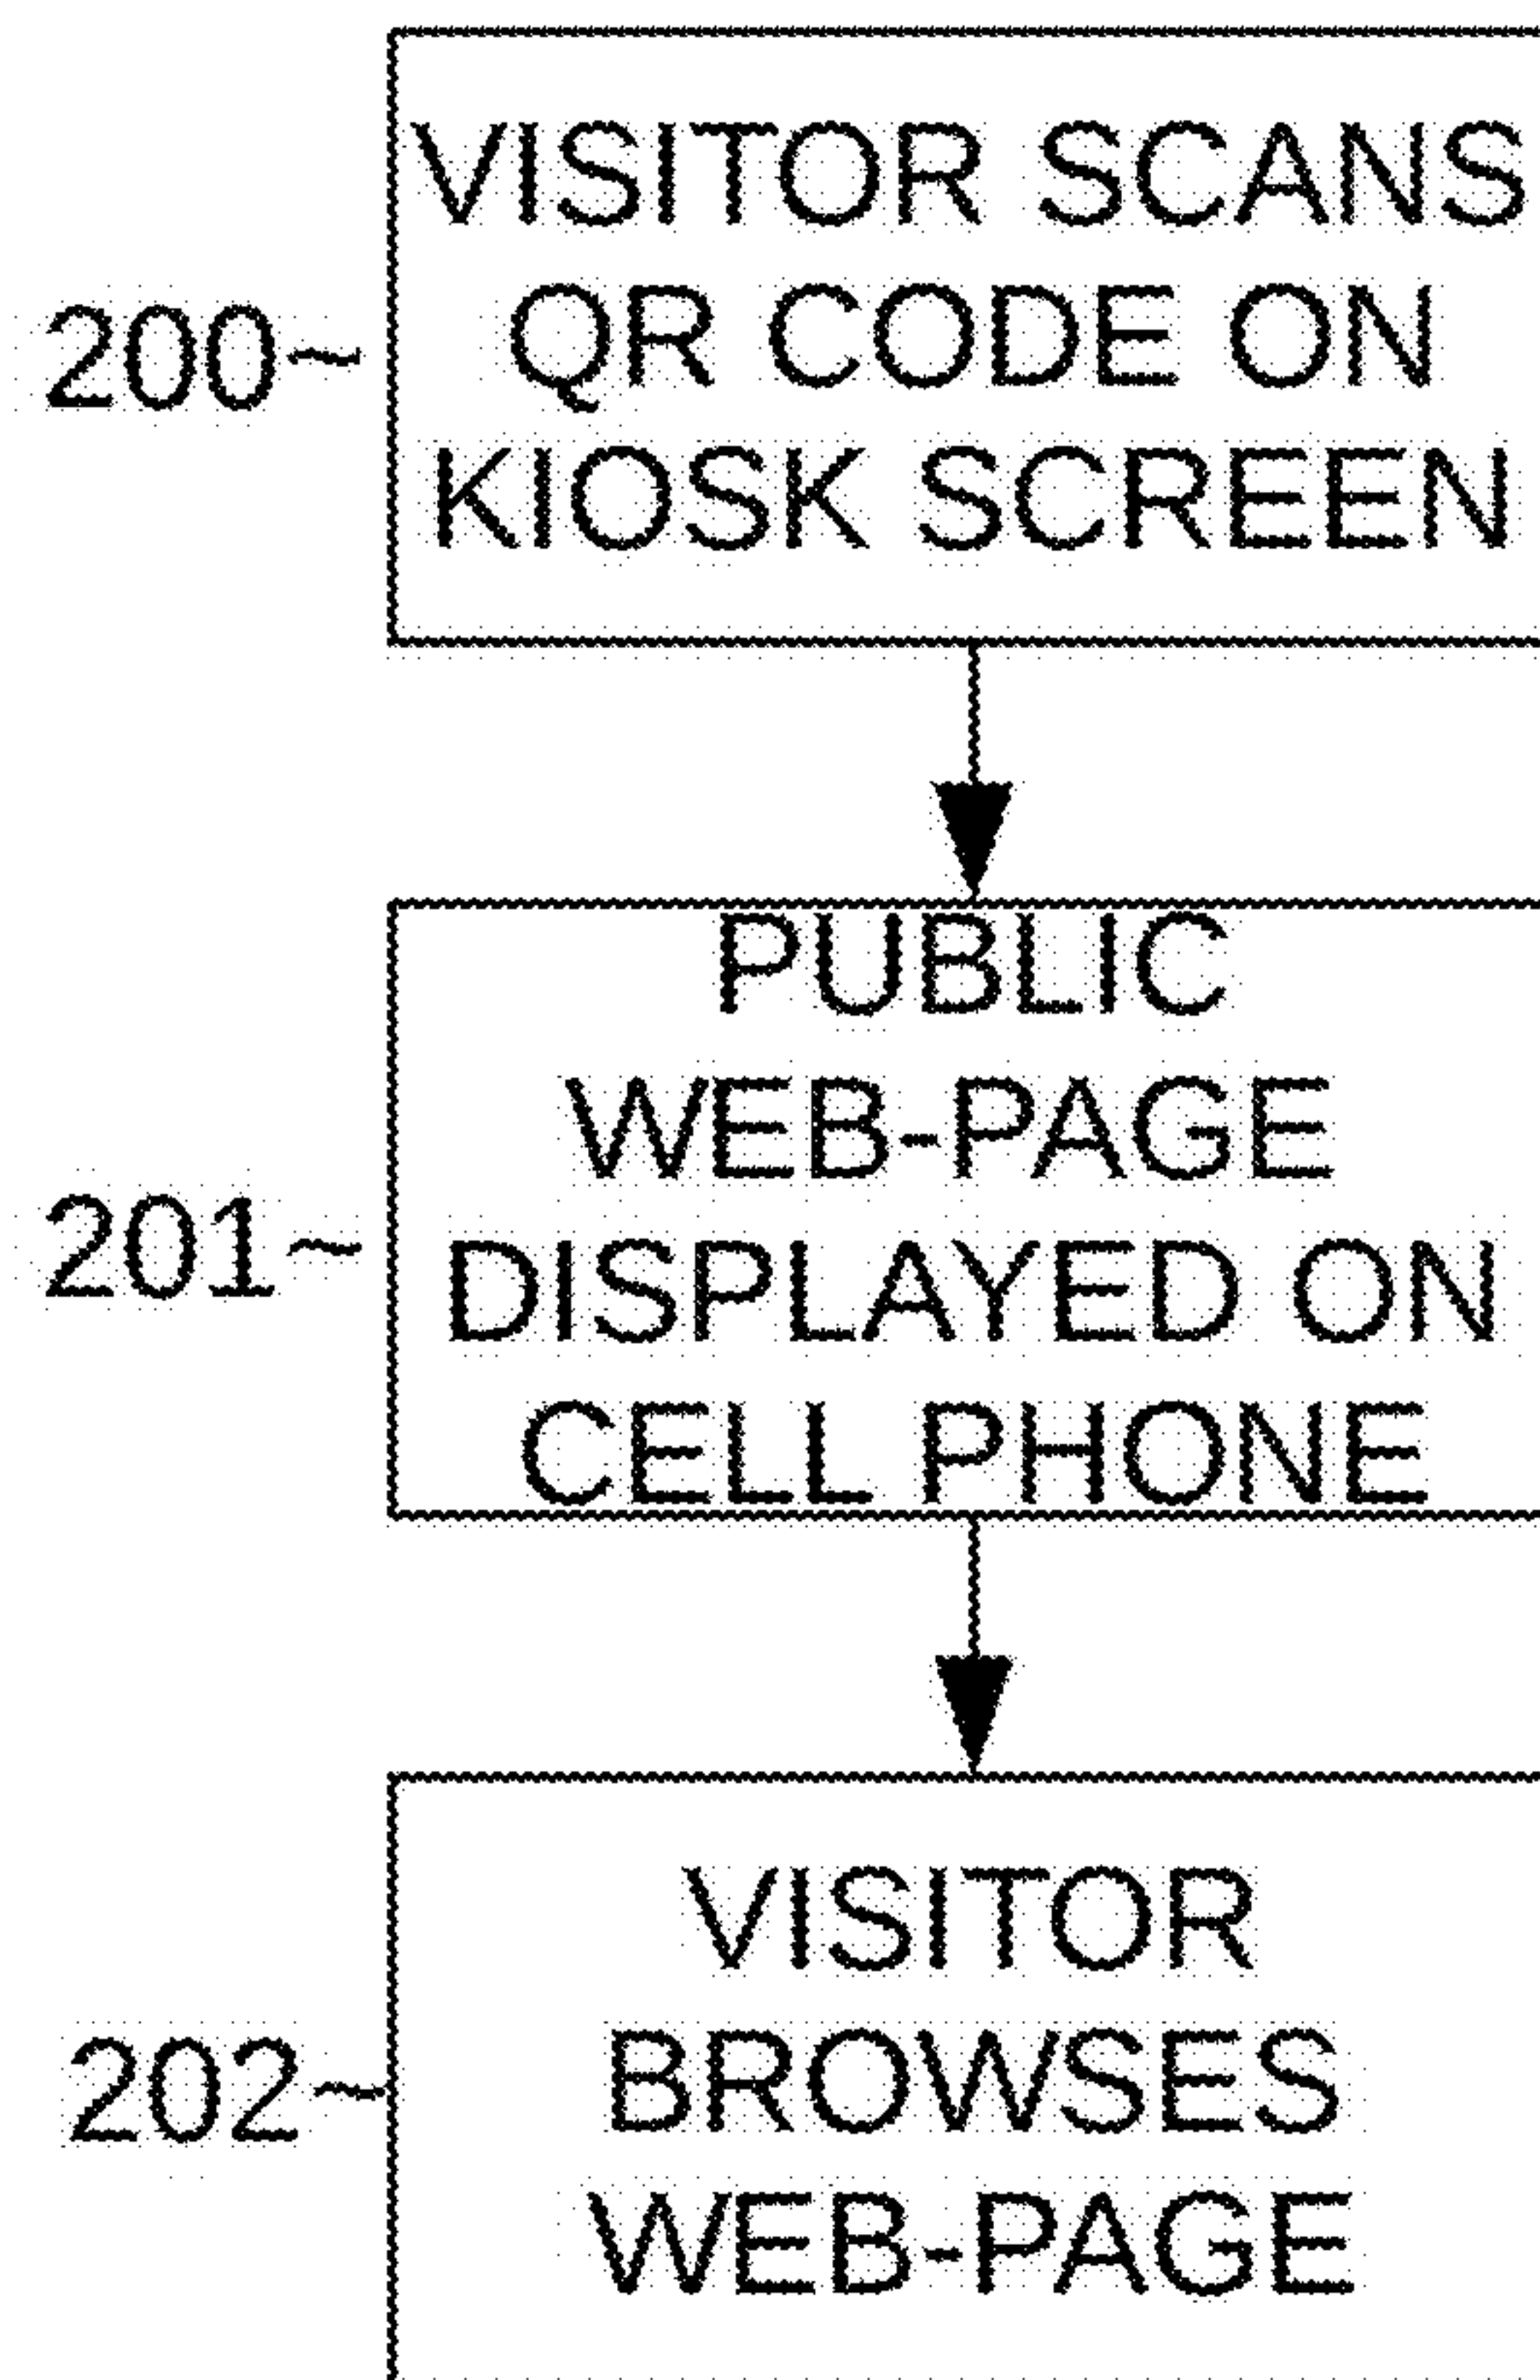 VISITOR SCANS
QR CODE ON
KIOSK SCREEN
200~
PUBLIC
WEB-PAGE
DISPLAYED ON
CELL PHONE
201~
VISITOR
BROWSES
WEB-PAGE
202~